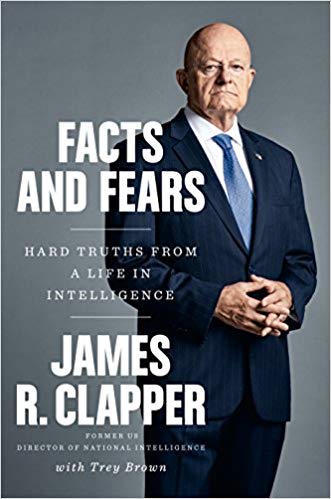 FACTS
AND FEARS
HARD TRUTHS FROM
A LIFE IN
INTELLIGENCE
JAMES
R. CLAPPER
FORMER US
DIRECTOR OF NATIONAL INTELLIGENCE
with Trey Brown